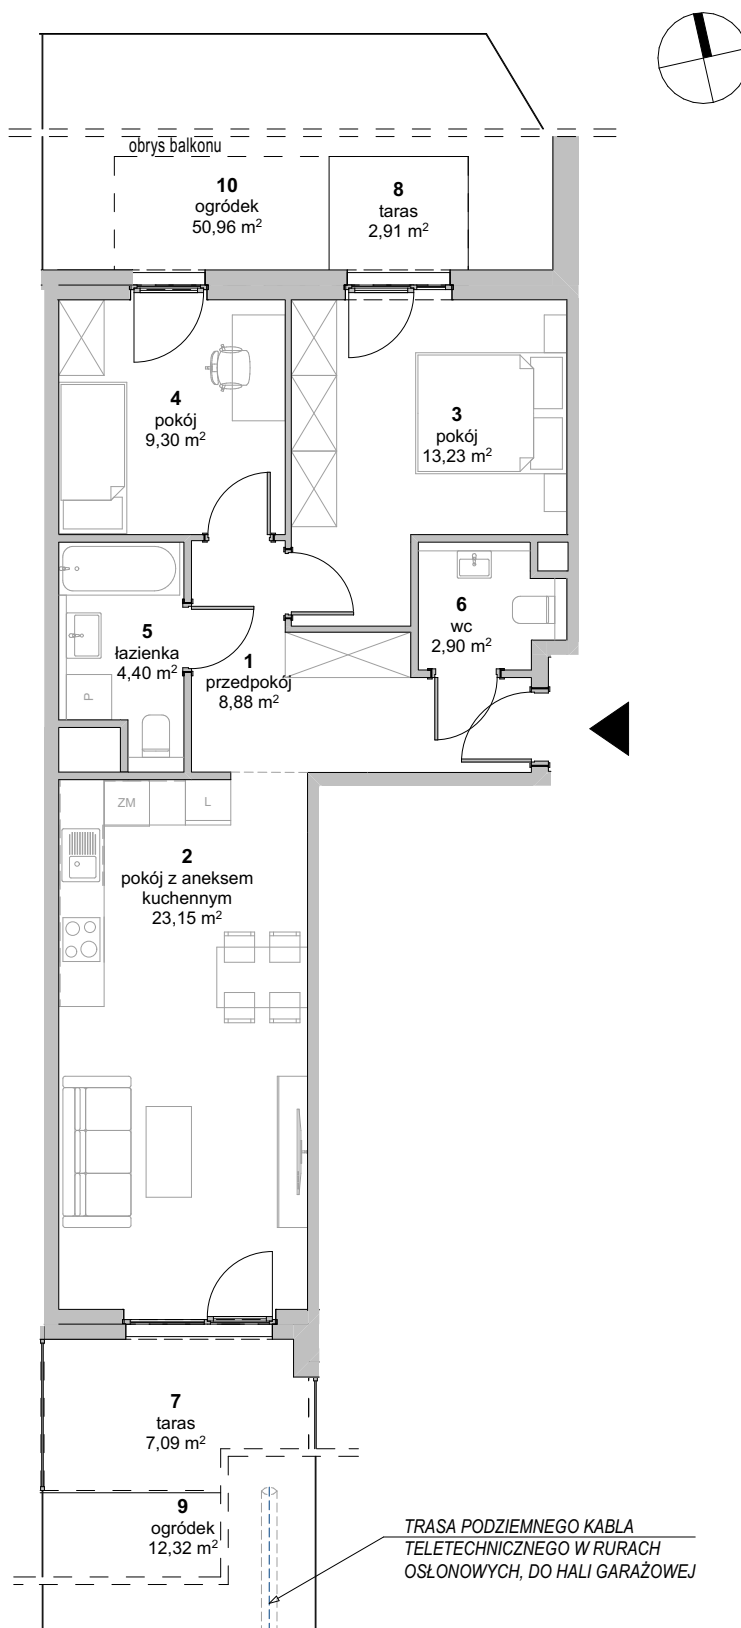 obrys balkonu
10
ogródek
50,96 m²
8
taras
2,91 m²
4
pokój
9,30 m²
3
pokój
13,23 m²
5
łazienka
4,40 m²
P
1
przedpokój
8,88 m²
6
wc
2,90 m²
ZM
L
2
pokój z aneksem
kuchennym
23,15 m²
7
taras
7,09 m²
9
ogródek
12,32 m²
TRASA PODZIEMNEGO KABLA
TELETECHNICZNEGO W RURACH
OSŁONOWYCH, DO HALI GARAŻOWEJ